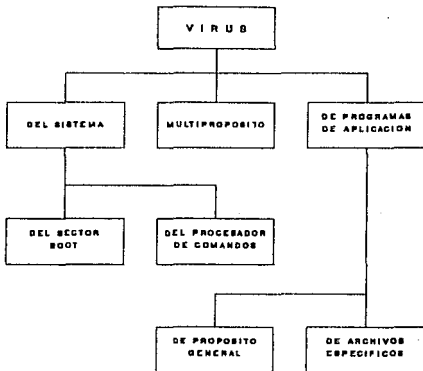 VIRUS
DEL SISTEMA
MULTIPROPOSITO
DE PROGRAMAS
DE APLICACION
DEL SECTOR
BOOT
DEL PROCESADOR
DE COMANDOS
DE PROPOSITO
GENERAL
DE ARCHIVOS
ESPECIFICOS